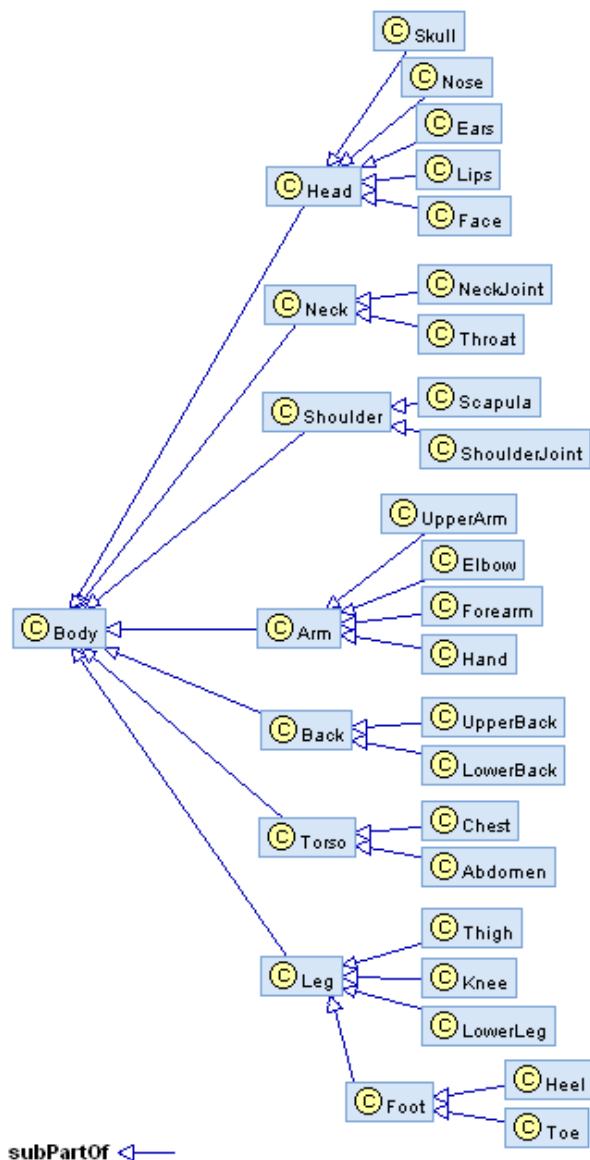 C Skull
C Nose
C Ears
C Lips
C Head
C Face
C NeckJoint
C Neck
C Throat
C Scapula
C Shoulder
C ShoulderJoint
C UpperArm
C Elbow
C Forearm
C Body
C Arm
C Hand
C UpperBack
C Back
C LowerBack
C Chest
C Torso
C Abdomen
C Thigh
C Leg
C Knee
C LowerLeg
C Heel
C Foot
C Toe
subPartOf